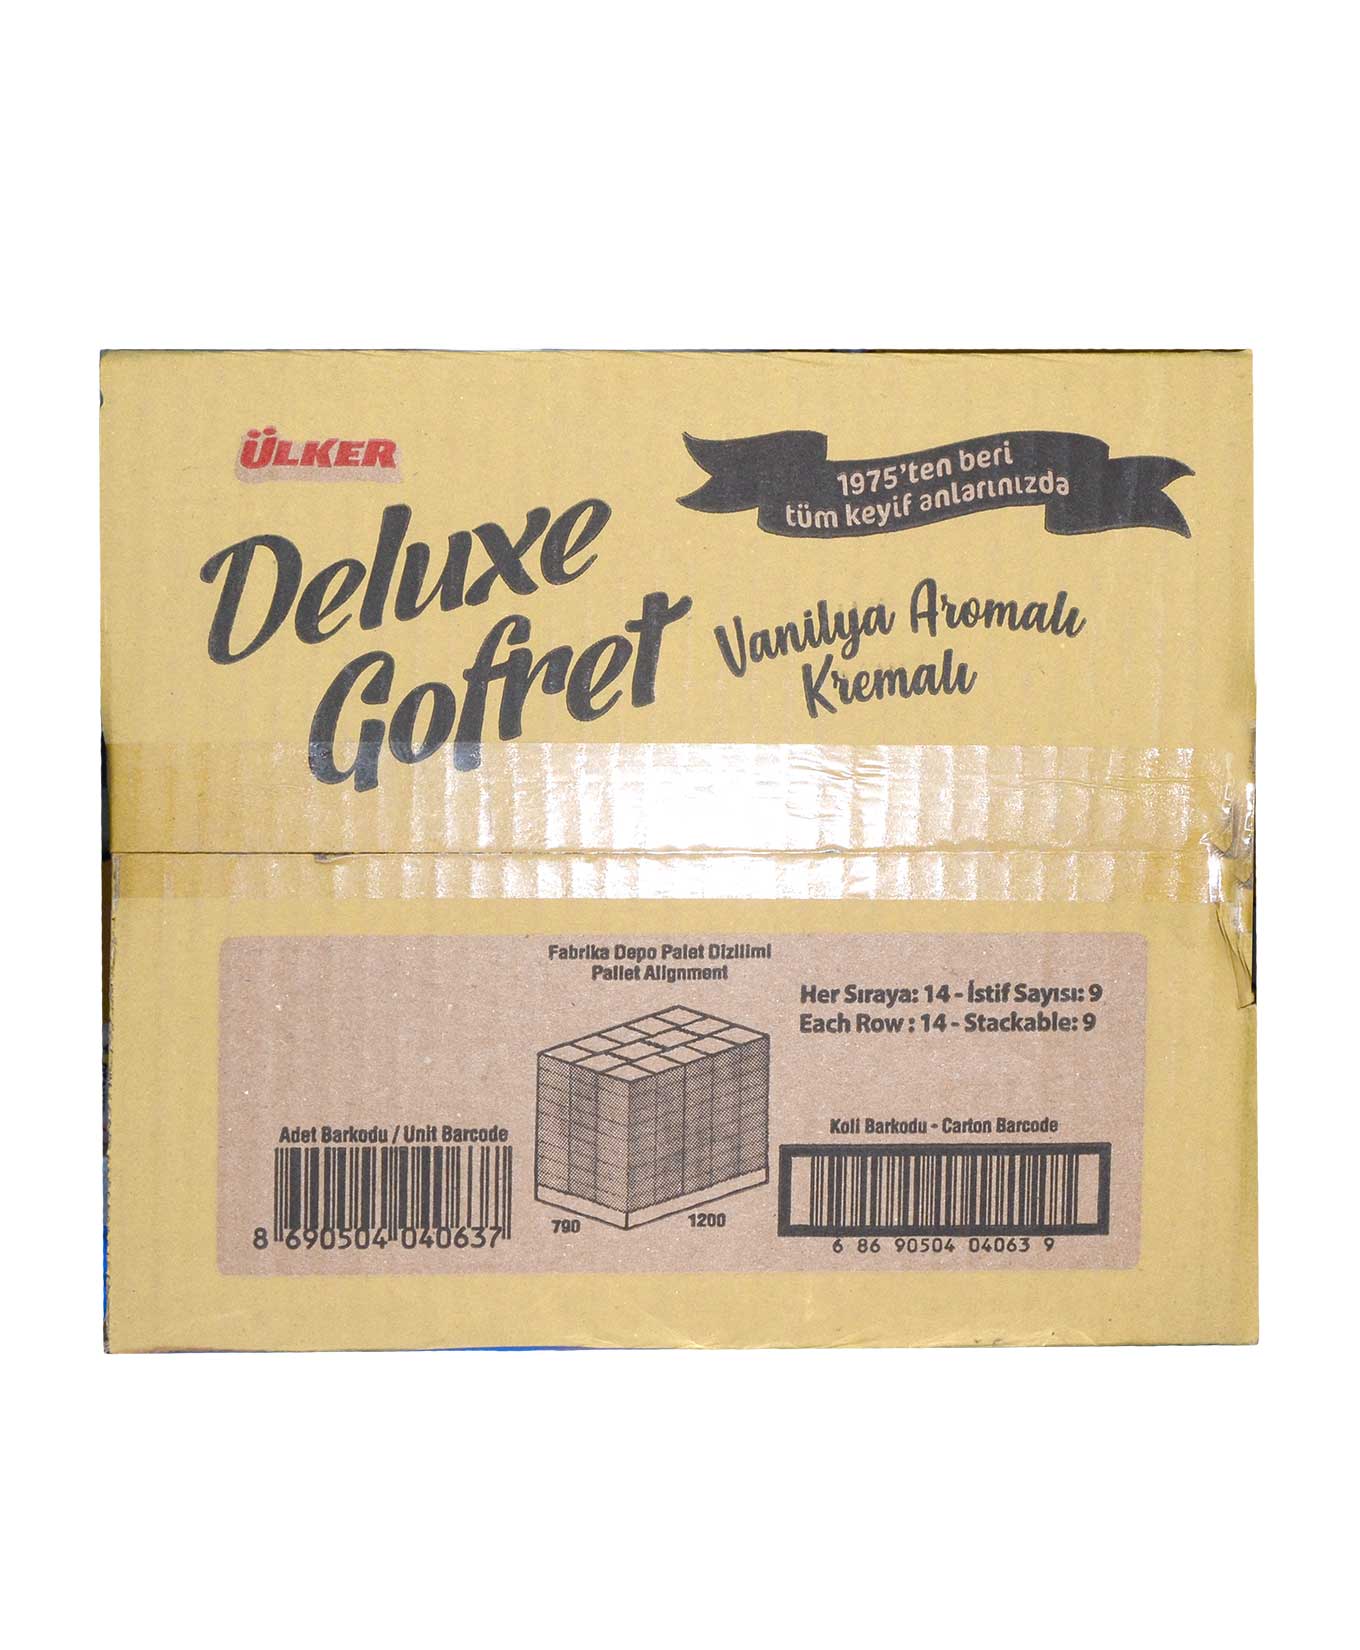 ÜLKER
Deluxe
Gofret
1975'ten beri
tüm keyif anlarınızda
Vanilya Aromalı
Kremalı
Fabrika Depo Palet Dizilimi
Pallet Alignment
Her Sıraya: 14 - İstif Sayısı: 9
Each Row : 14 - Stackable: 9
790
1200
Adet Barkodu / Unit Barcode
8 690504 040637
Koli Barkodu - Carton Barcode
6 86 90504 04063 9